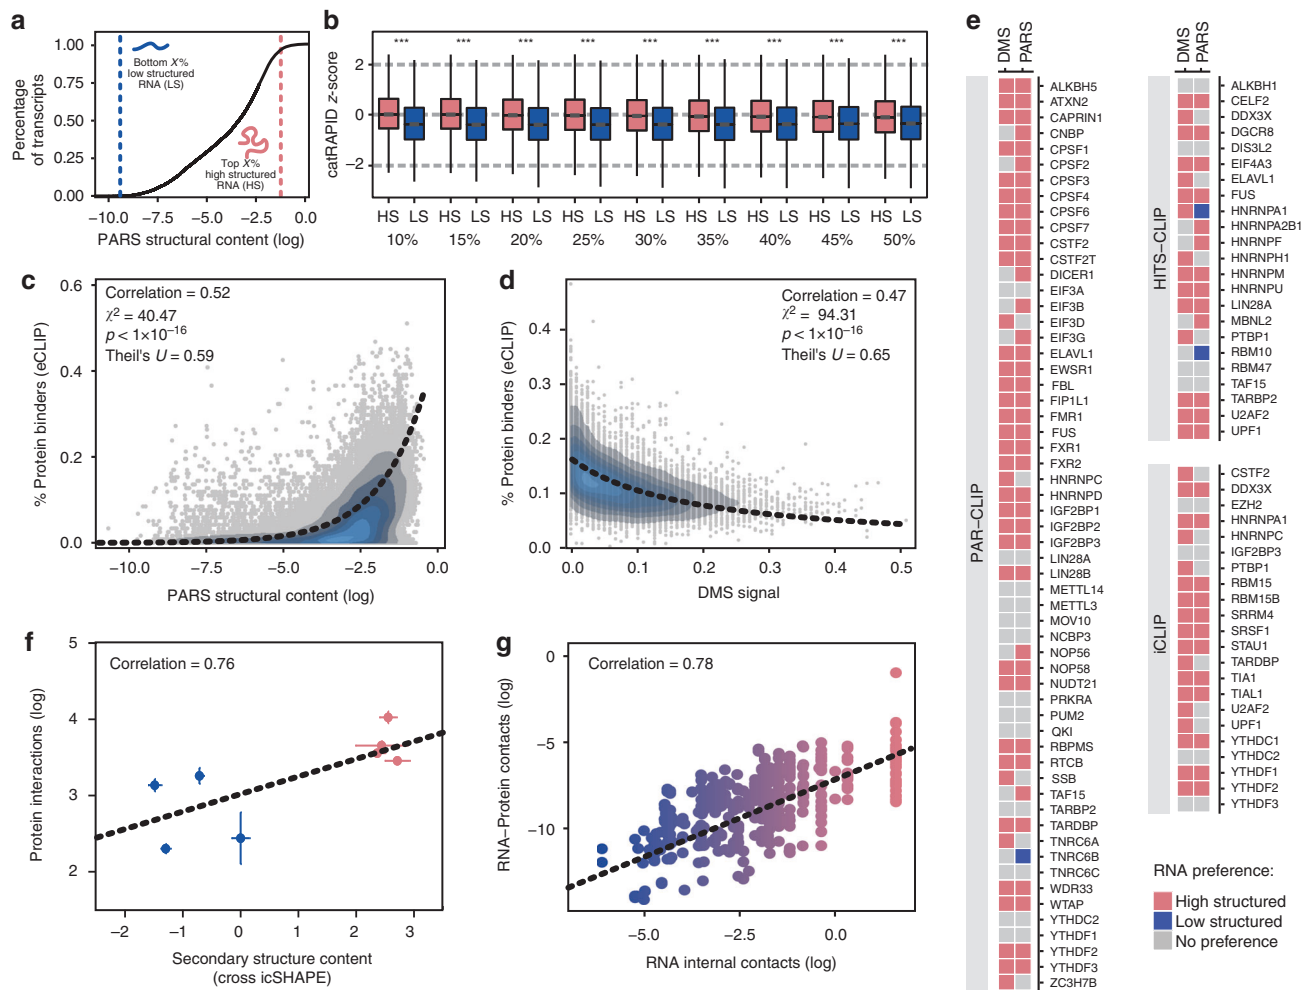 a
Percentage
of transcripts
1.00
0.75
0.50
0.25
0.00
Bottom X%
low structured
RNA (LS)
Top X%
high structured
RNA (HS)
−10.0 −7.5 −5.0 −2.5 0.0
PARS structural content (log)
b
catRAPID z-score
2
0
−2
*** *** *** *** *** *** *** *** ***
HS LS HS LS HS LS HS LS HS LS HS LS HS LS HS LS HS LS
10% 15% 20% 25% 30% 35% 40% 45% 50%
c
% Protein binders (eCLIP)
0.6
0.4
0.2
0.0
Correlation = 0.52
χ² = 40.47
p < 1×10⁻¹⁶
Theil's U = 0.59
−10.0 −7.5 −5.0 −2.5 0.0
PARS structural content (log)
d
% Protein binders (eCLIP)
0.4
0.3
0.2
0.1
0.0
Correlation = 0.47
χ² = 94.31
p < 1×10⁻¹⁶
Theil's U = 0.65
0.0 0.1 0.2 0.3 0.4 0.5
DMS signal
f
Protein interactions (log)
5
4
3
2
Correlation = 0.76
−2 −1 0 1 2 3
Secondary structure content
(cross icSHAPE)
g
RNA−Protein contacts (log)
0
−5
−10
Correlation = 0.78
−5.0 −2.5 0.0
RNA internal contacts (log)
e
DMS PARS
PAR−CLIP
ALKBH5
ATXN2
CAPRIN1
CNBP
CPSF1
CPSF2
CPSF3
CPSF4
CPSF6
CPSF7
CSTF2
CSTF2T
DICER1
EIF3A
EIF3B
EIF3D
EIF3G
ELAVL1
EWSR1
FBL
FIP1L1
FMR1
FUS
FXR1
FXR2
HNRNPC
HNRNPD
IGF2BP1
IGF2BP2
IGF2BP3
LIN28A
LIN28B
METTL14
METTL3
MOV10
NCBP3
NOP56
NOP58
NUDT21
PRKRA
PUM2
QKI
RBPMS
RTCB
SSB
TAF15
TARBP2
TARDBP
TNRC6A
TNRC6B
TNRC6C
WDR33
WTAP
YTHDC2
YTHDF1
YTHDF2
YTHDF3
ZC3H7B
DMS PARS
HITS−CLIP
ALKBH1
CELF2
DDX3X
DGCR8
DIS3L2
EIF4A3
ELAVL1
FUS
HNRNPA1
HNRNPA2B1
HNRNPF
HNRNPH1
HNRNPM
HNRNPU
LIN28A
MBNL2
PTBP1
RBM10
RBM47
TAF15
TARBP2
U2AF2
UPF1
iCLIP
CSTF2
DDX3X
EZH2
HNRNPA1
HNRNPC
IGF2BP3
PTBP1
RBM15
RBM15B
SRRM4
SRSF1
STAU1
TARDBP
TIA1
TIAL1
U2AF2
UPF1
YTHDC1
YTHDC2
YTHDF1
YTHDF2
YTHDF3
RNA preference:
High structured
Low structured
No preference